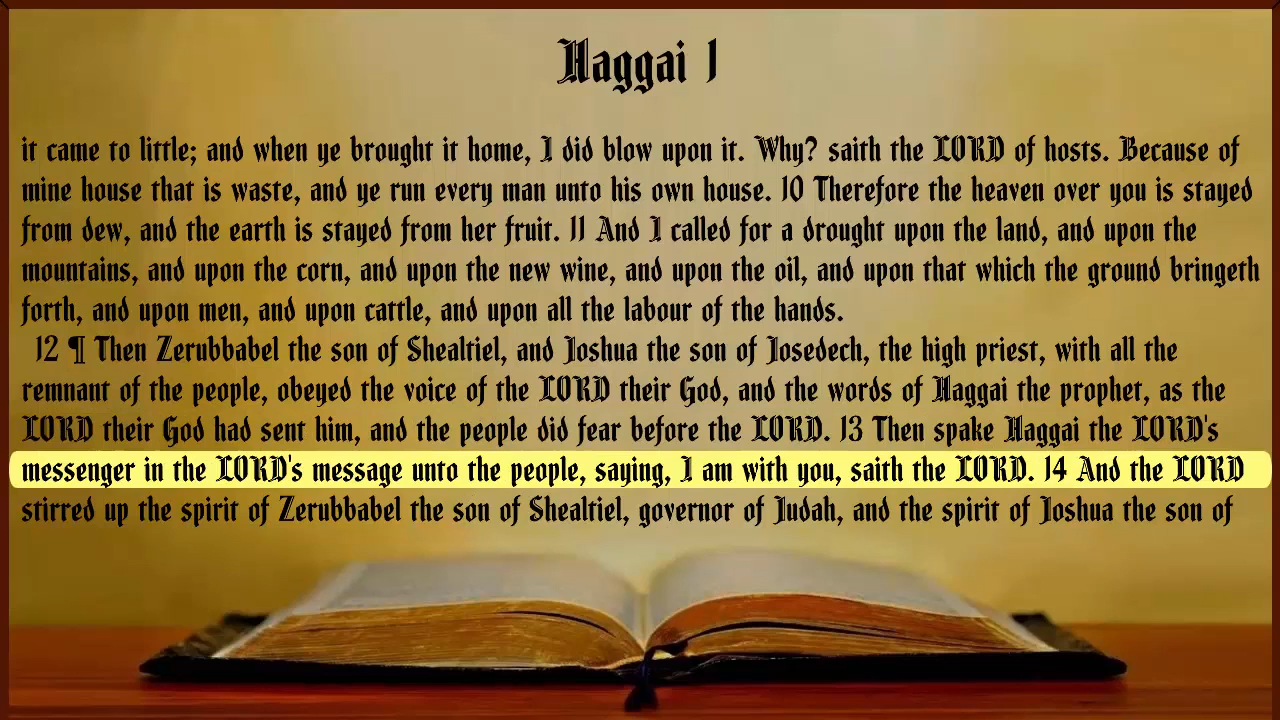 Haggai 1
it came to little; and when ye brought it home, I did blow upon it. Why? saith the LORD of hosts. Because of
mine house that is waste, and ye run every man unto his own house. 10 Therefore the heaven over you is stayed
from dew, and the earth is stayed from her fruit. 11 And I called for a drought upon the land, and upon the
mountains, and upon the corn, and upon the new wine, and upon the oil, and upon that which the ground bringeth
forth, and upon men, and upon cattle, and upon all the labour of the hands.
12 ¶ Then Zerubbabel the son of Shealtiel, and Joshua the son of Josedech, the high priest, with all the
remnant of the people, obeyed the voice of the LORD their God, and the words of Haggai the prophet, as the
LORD their God had sent him, and the people did fear before the LORD. 13 Then spake Haggai the LORD's
messenger in the LORD's message unto the people, saying, I am with you, saith the LORD. 14 And the LORD
stirred up the spirit of Zerubbabel the son of Shealtiel, governor of Judah, and the spirit of Joshua the son of